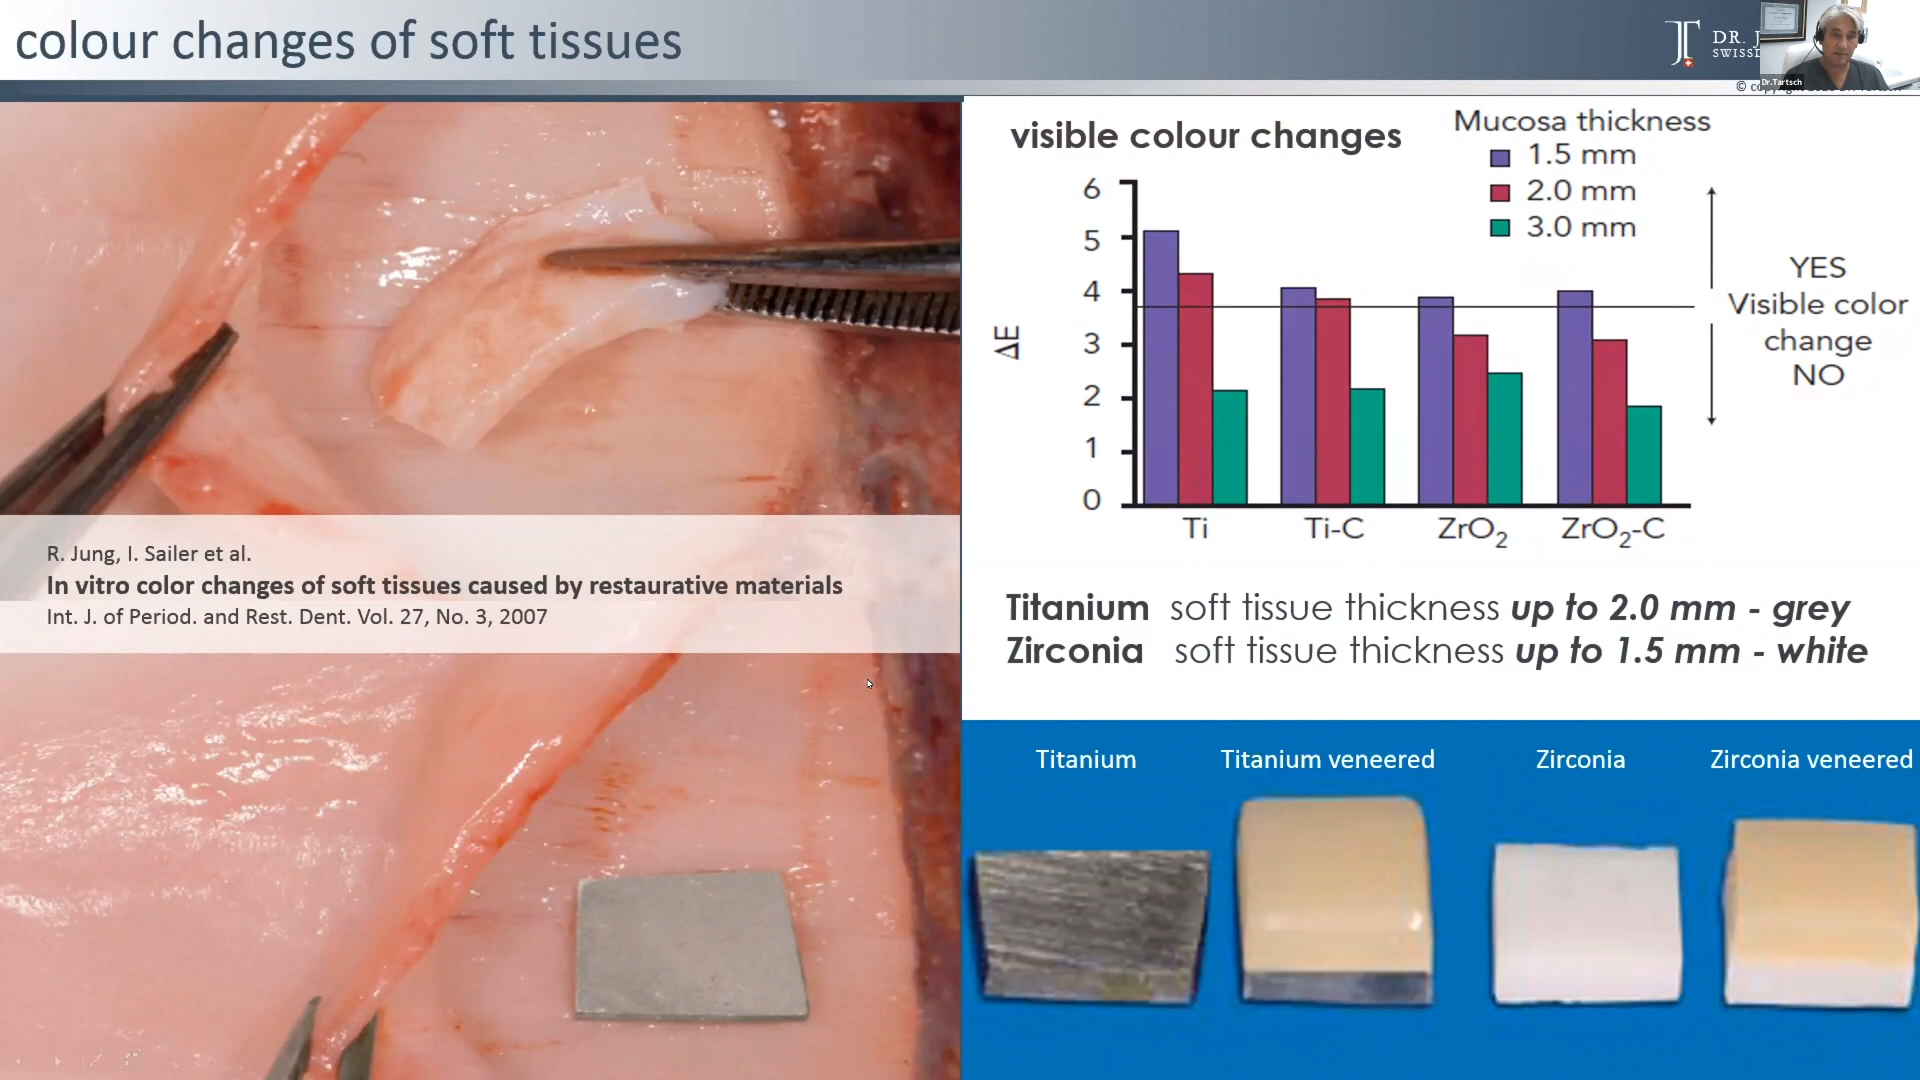 colour changes of soft tissues
DR. J
SWISSD
Dr.Tartsch
R. Jung, I. Sailer et al.
In vitro color changes of soft tissues caused by restaurative materials
Int. J. of Period. and Rest. Dent. Vol. 27, No. 3, 2007
visible colour changes
Mucosa thickness
1.5 mm
2.0 mm
3.0 mm
6
5
4
3
2
1
0
ΔE
Ti
Ti-C
ZrO2
ZrO2-C
YES
Visible color
change
NO
Titanium soft tissue thickness up to 2.0 mm - grey
Zirconia soft tissue thickness up to 1.5 mm - white
Titanium
Titanium veneered
Zirconia
Zirconia veneered